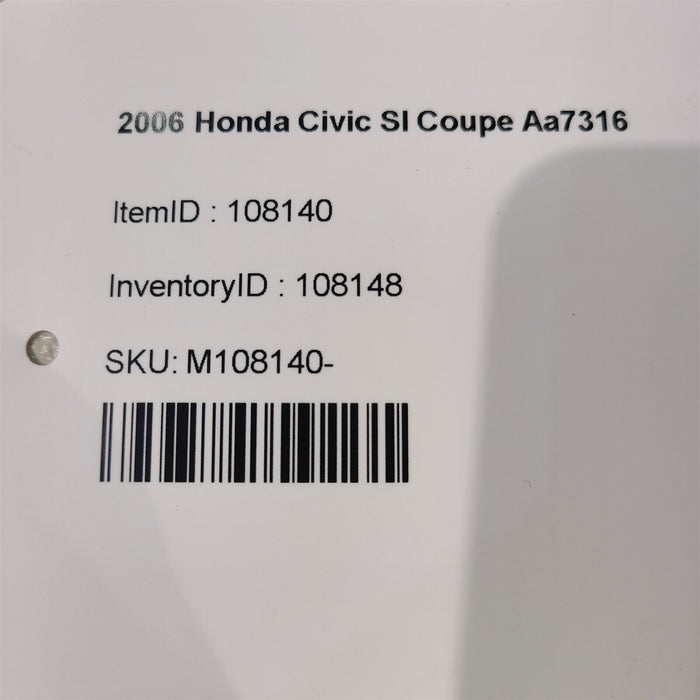 2006 Honda Civic SI Coupe Aa7316
ItemID : 108140
InventoryID : 108148
SKU: M108140-